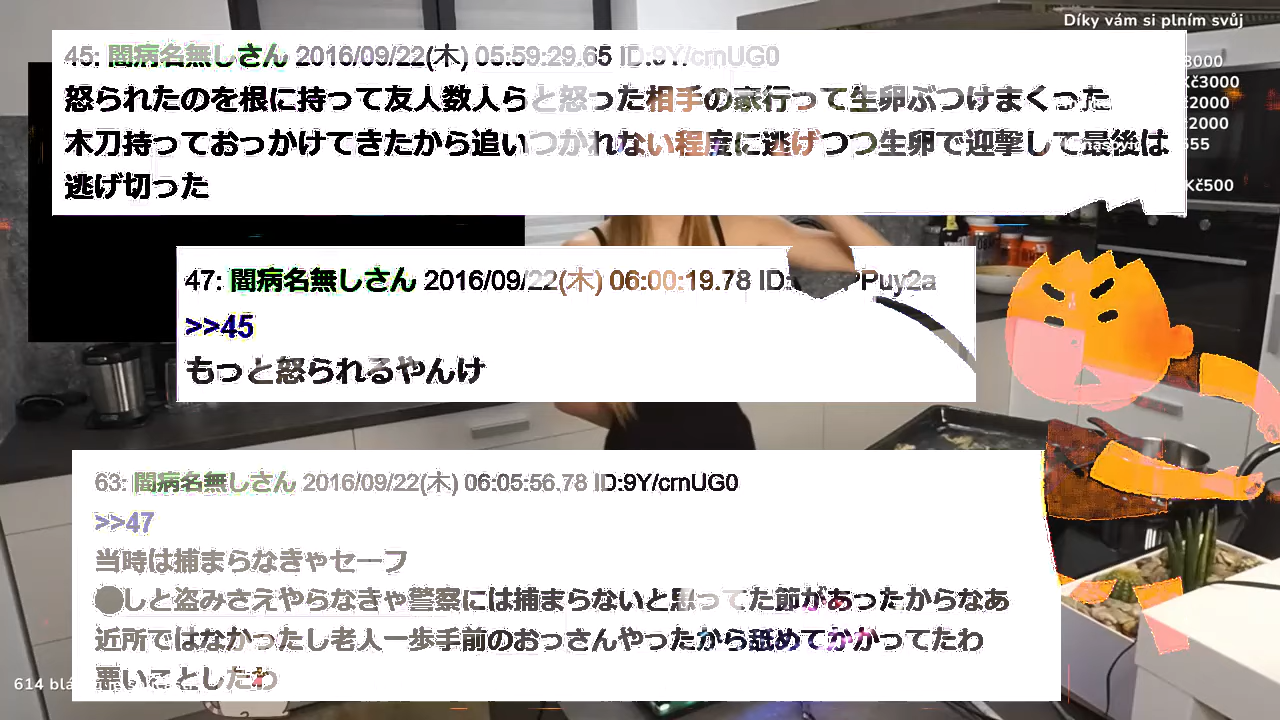 Díky vám si plním svůj
45: 闇病名無しさん 2016/09/22(木) 05:59:29.65 ID:9Y/crnUG0
怒られたのを根に持って友人数人らと怒った相手の家行って生卵ぶつけまくった
木刀持っておっかけてきたから追いつかれない程度に逃げつつ生卵で迎撃して最後は
逃げ切った
3000
Kč3000
2000
2000
555
Kč500
47: 闇病名無しさん 2016/09/22(木) 06:00:19.78
>>45
もっと怒られるやんけ
63: 闇病名無しさん 2016/09/22(木) 06:05:56.78 ID:9Y/crnUG0
>>47
当時は捕まらなきゃセーフ
●しと盗みさえやらなきゃ警察には捕まらないと思ってた節があったからなあ
近所ではなかったし老人一歩手前のおっさんやったから舐めてかかってたわ
悪いことしたわ
614